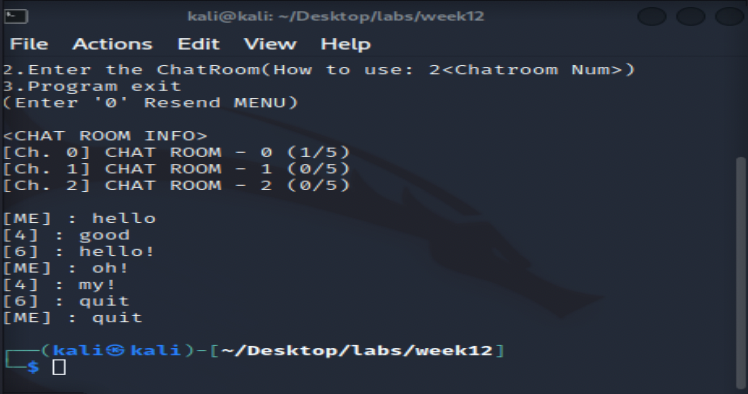 kali@kali: ~/Desktop/labs/week12
File Actions Edit View Help
2.Enter the ChatRoom(How to use: 2<Chatroom Num>)
3.Program exit
(Enter '0' Resend MENU)
<CHAT ROOM INFO>
[Ch. 0] CHAT ROOM - 0 (1/5)
[Ch. 1] CHAT ROOM - 1 (0/5)
[Ch. 2] CHAT ROOM - 2 (0/5)
[ME] : hello
[4] : good
[6] : hello!
[ME] : oh!
[4] : my!
[6] : quit
[ME] : quit
┌──(kali㉿kali)-[~/Desktop/labs/week12]
└─$